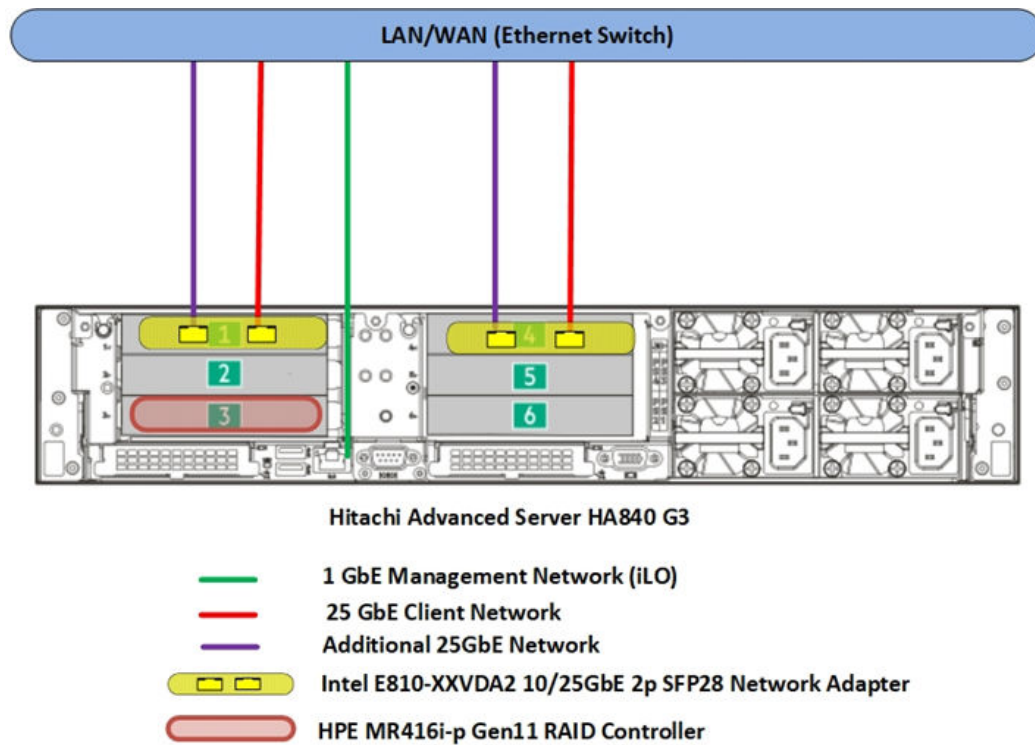 LAN/WAN (Ethernet Switch)
1
4
2
5
3
6
Hitachi Advanced Server HA840 G3
1 GbE Management Network (iLO)
25 GbE Client Network
Additional 25GbE Network
Intel E810-XXVDA2 10/25GbE 2p SFP28 Network Adapter
HPE MR416i-p Gen11 RAID Controller